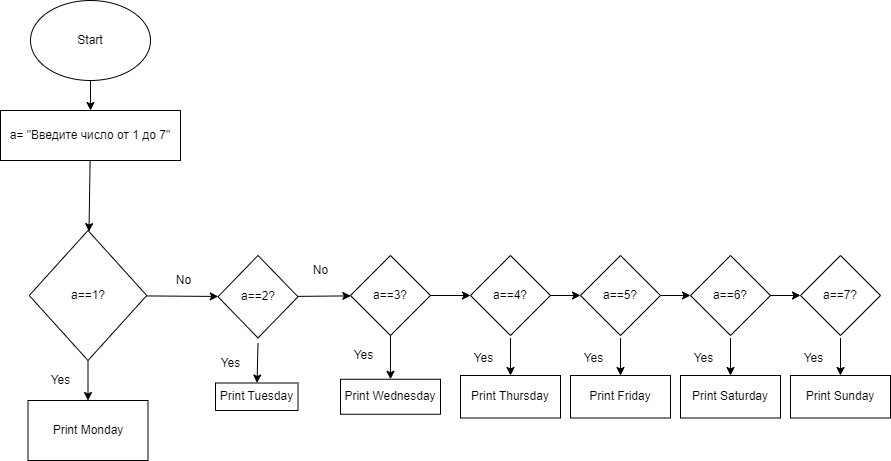 Start
a= "Введите число от 1 до 7"
a==1?
No
a==2?
No
a==3?
a==4?
a==5?
a==6?
a==7?
Yes
Yes
Yes
Yes
Yes
Yes
Yes
Print Monday
Print Tuesday
Print Wednesday
Print Thursday
Print Friday
Print Saturday
Print Sunday